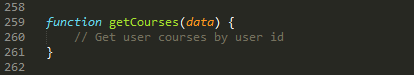 258
259 function getCourses(data) {
260     // Get user courses by user id
261 }
262